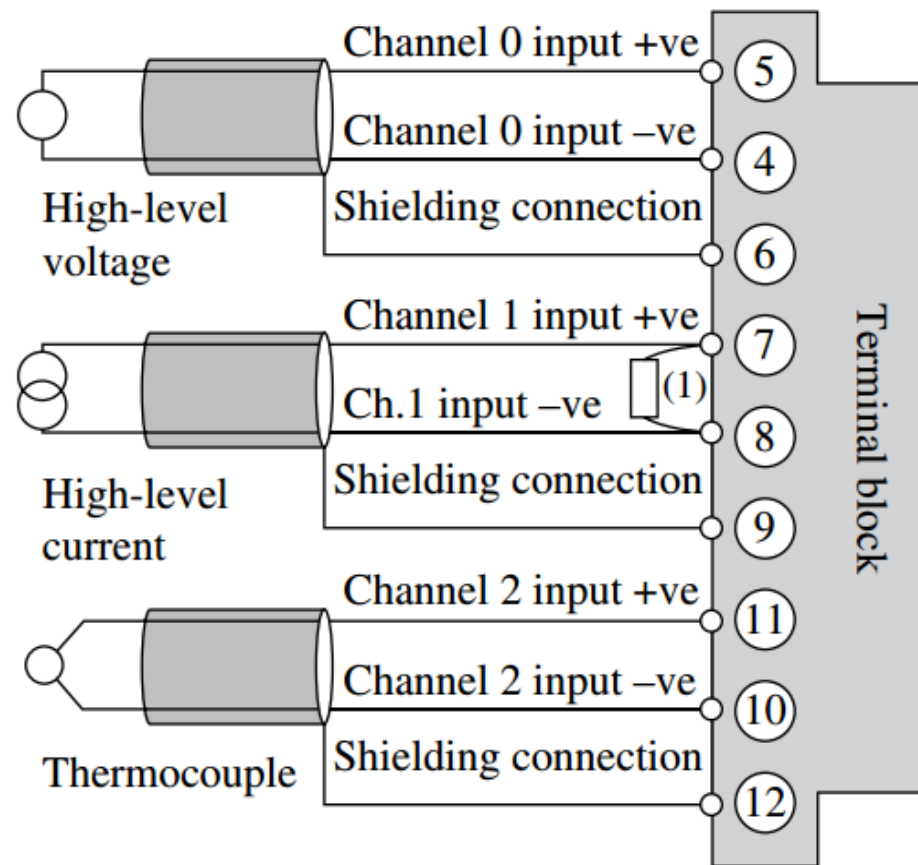 Channel 0 input +ve
5
Channel 0 input –ve
4
High-level
voltage
Shielding connection
6
Channel 1 input +ve
7
(1)
Ch.1 input –ve
8
High-level
current
Shielding connection
9
Channel 2 input +ve
11
Channel 2 input –ve
10
Thermocouple
Shielding connection
12
Terminal block